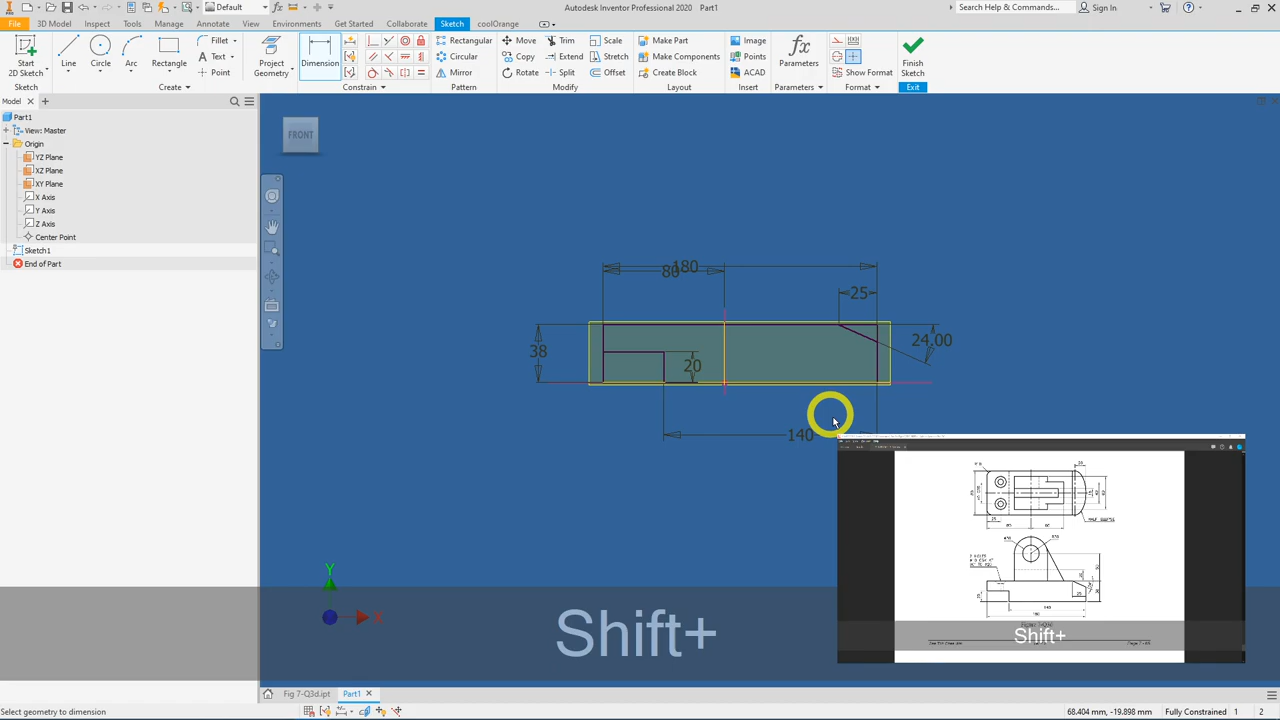 Default
Autodesk Inventor Professional 2020 Part1
Search Help & Commands...
Sign In
File 3D Model Sketch Inspect Tools Manage Annotate View Environments Get Started Collaborate Sketch coolOrange
Start
2D Sketch
Line Circle Arc Rectangle
Fillet
Text
Point
Project
Geometry
Dimension
Rectangular
Circular
Mirror
Move
Copy
Rotate
Trim
Extend
Split
Scale
Stretch
Offset
Make Part
Make Components
Create Block
Image
Points
ACAD
Parameters
Show Format
Finish
Sketch
Sketch Create Constrain Pattern Modify Layout Insert Parameters Format Exit
Model
Part1
View: Master
Origin
YZ Plane
XZ Plane
XY Plane
X Axis
Y Axis
Z Axis
Center Point
Sketch1
End of Part
FRONT
80
180
25
24.00
38
20
140
Y
X
Shift+
Shift+
Fig 7-Q3d.ipt Part1
Select geometry to dimension
68.404 mm, -19.898 mm Fully Constrained 1 2